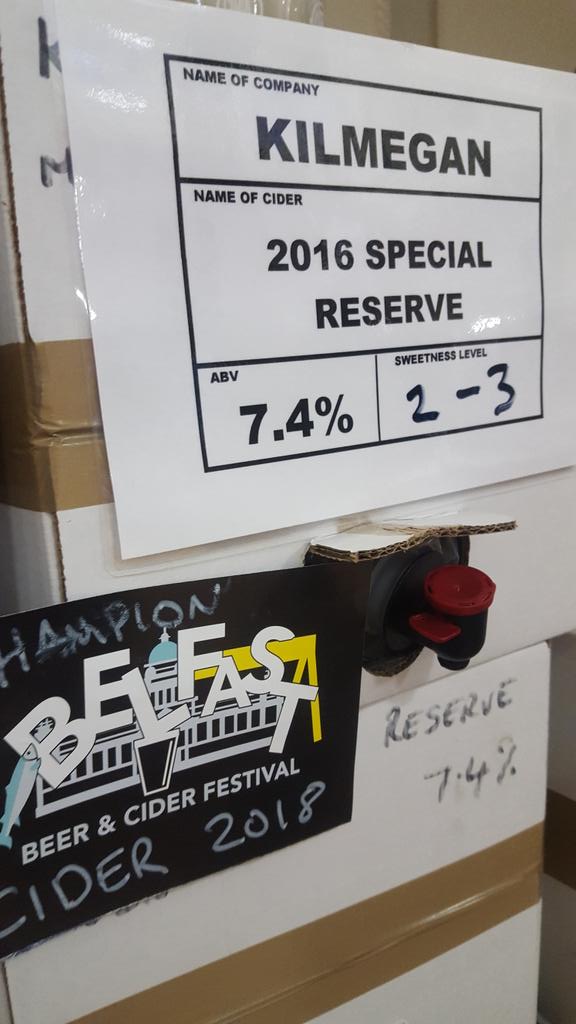 NAME OF COMPANY
KILMEGAN
NAME OF CIDER
2016 SPECIAL
RESERVE
ABV
7.4%
SWEETNESS LEVEL
2-3
HAMPION
BELFAST
BEER & CIDER FESTIVAL
CIDER 2018
RESERVE
7.4%